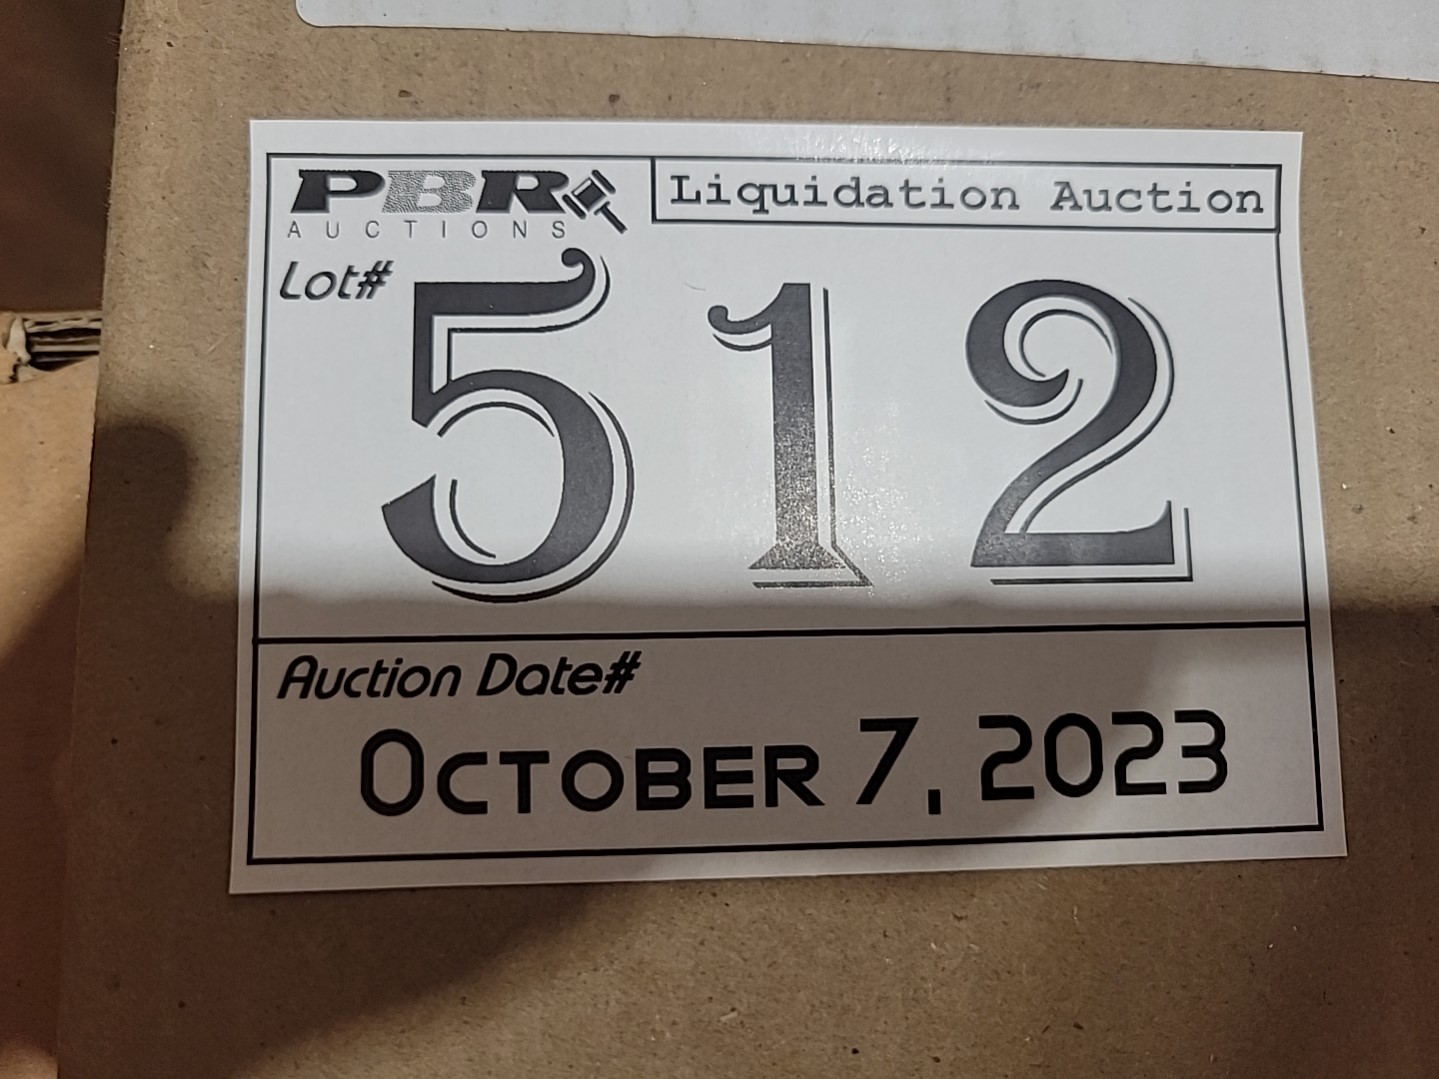 PBR
AUCTIONS
Liquidation Auction
Lot#
512
Auction Date#
October 7, 2023